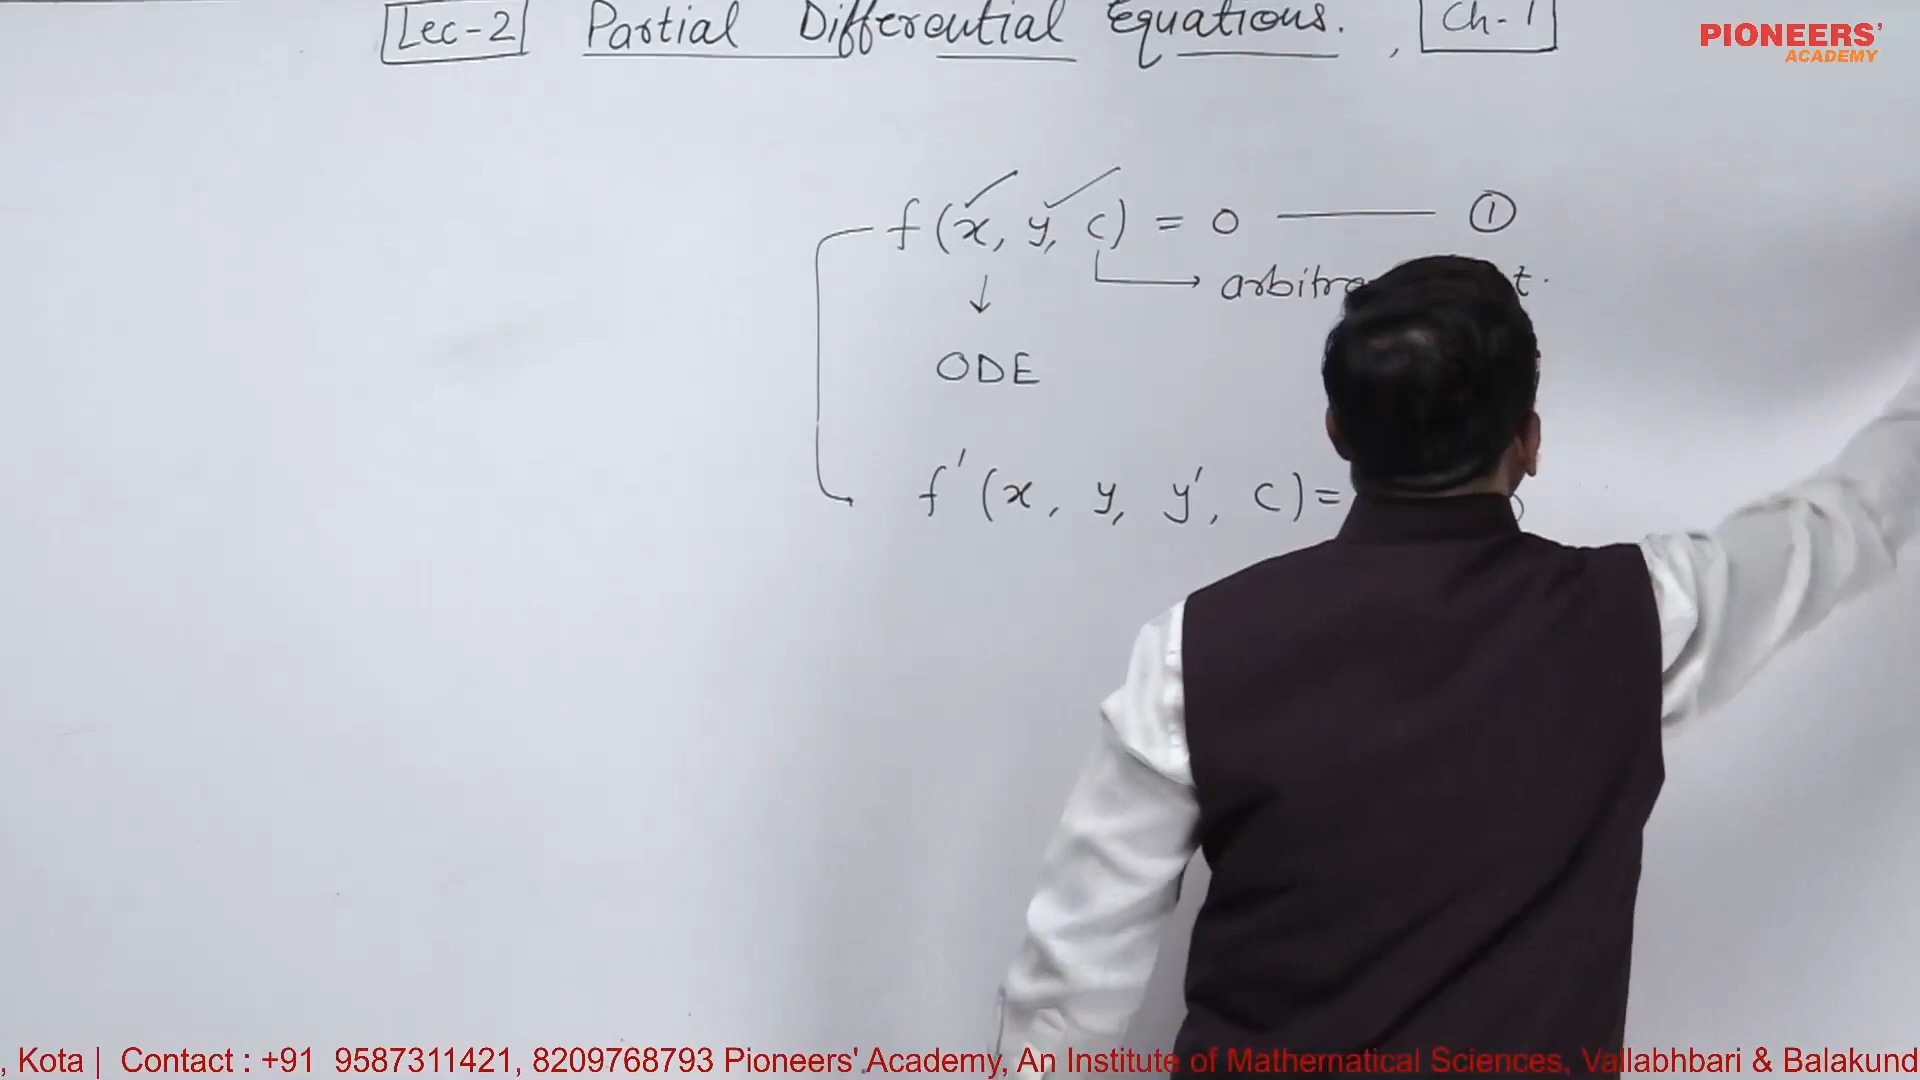 Lec-2 Partial Differential Equations. , Ch-1
PIONEERS'
ACADEMY
f(x, y, c) = 0 ——— ①
↓ → t.
ODE
f'(x, y, y', c)=
, Kota | Contact : +91 9587311421, 8209768793 Pioneers' Academy, An Institute of Mathematical Sciences, Vallabhbari & Balakund